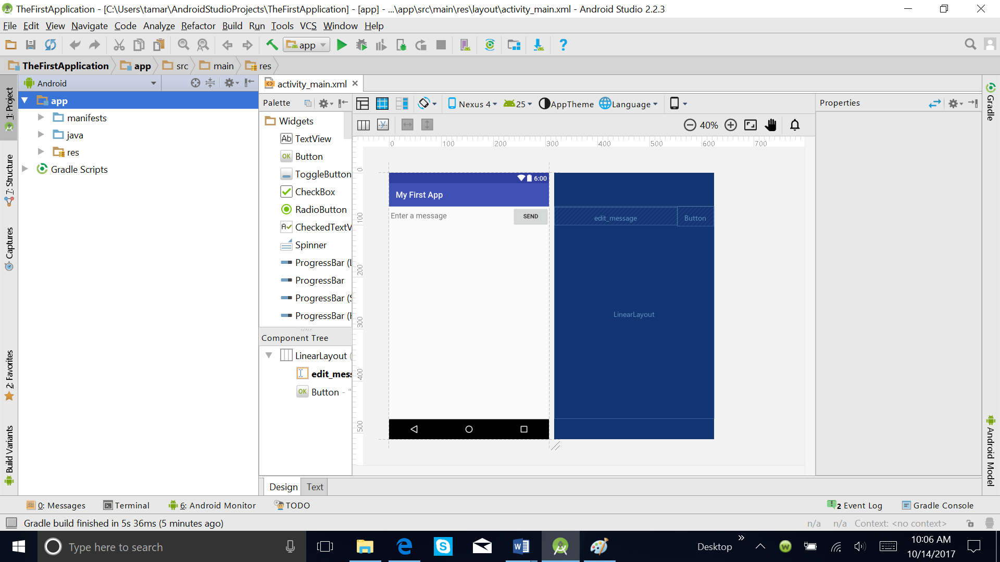 TheFirstApplication - [C:\Users\tamar\AndroidStudioProjects\TheFirstApplication] - [app] - ...\app\src\main\res\layout\activity_main.xml - Android Studio 2.2.3
File Edit View Navigate Code Analyze Refactor Build Run Tools VCS Window Help
app
TheFirstApplication app src main res
1: Project
7: Structure
Captures
2: Favorites
Build Variants
Android
app
manifests
java
res
Gradle Scripts
activity_main.xml
Palette
Widgets
Ab TextView
OK Button
ToggleButton
CheckBox
RadioButton
A CheckedTextV
Spinner
ProgressBar (L
ProgressBar
ProgressBar (S
ProgressBar (H
Component Tree
LinearLayout (
edit_mess
OK Button - "
Nexus 4 25 AppTheme Language
40%
0 100 200 300 400 500 600 700
0
100
200
300
400
500
6:00
My First App
Enter a message SEND
edit_message Button
LinearLayout
Properties
Gradle
Android Model
Design Text
0: Messages Terminal 6: Android Monitor TODO 2 Event Log Gradle Console
Gradle build finished in 5s 36ms (5 minutes ago) n/a n/a Context: <no context>
Type here to search
Desktop
10:06 AM
10/14/2017